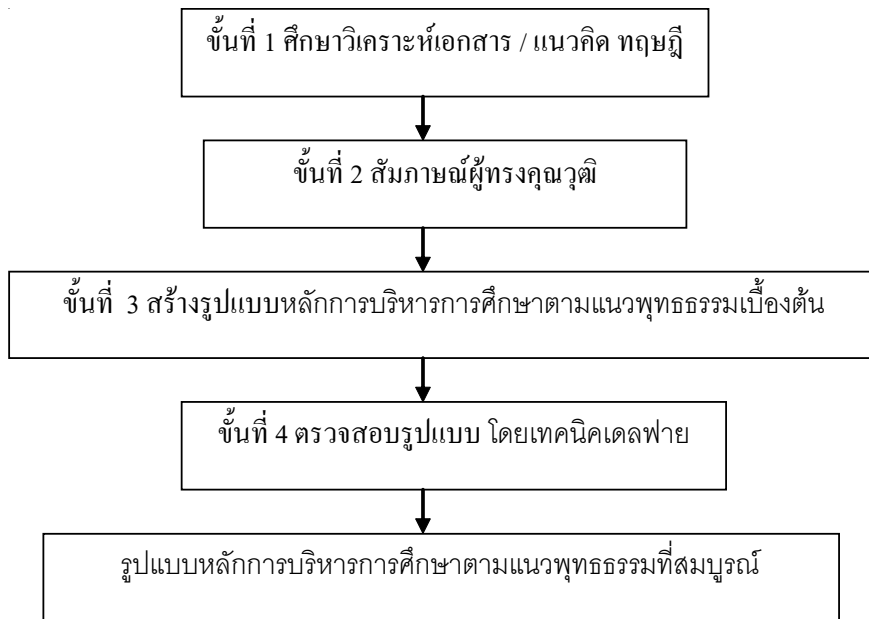 ขั้นที่ 1 ศึกษาวิเคราะห์เอกสาร / แนวคิด ทฤษฎี
ขั้นที่ 2 สัมภาษณ์ผู้ทรงคุณวุฒิ
ขั้นที่ 3 สร้างรูปแบบหลักการบริหารการศึกษาตามแนวพุทธธรรมเบื้องต้น
ขั้นที่ 4 ตรวจสอบรูปแบบ โดยเทคนิคเดลฟาย
รูปแบบหลักการบริหารการศึกษาตามแนวพุทธธรรมที่สมบูรณ์